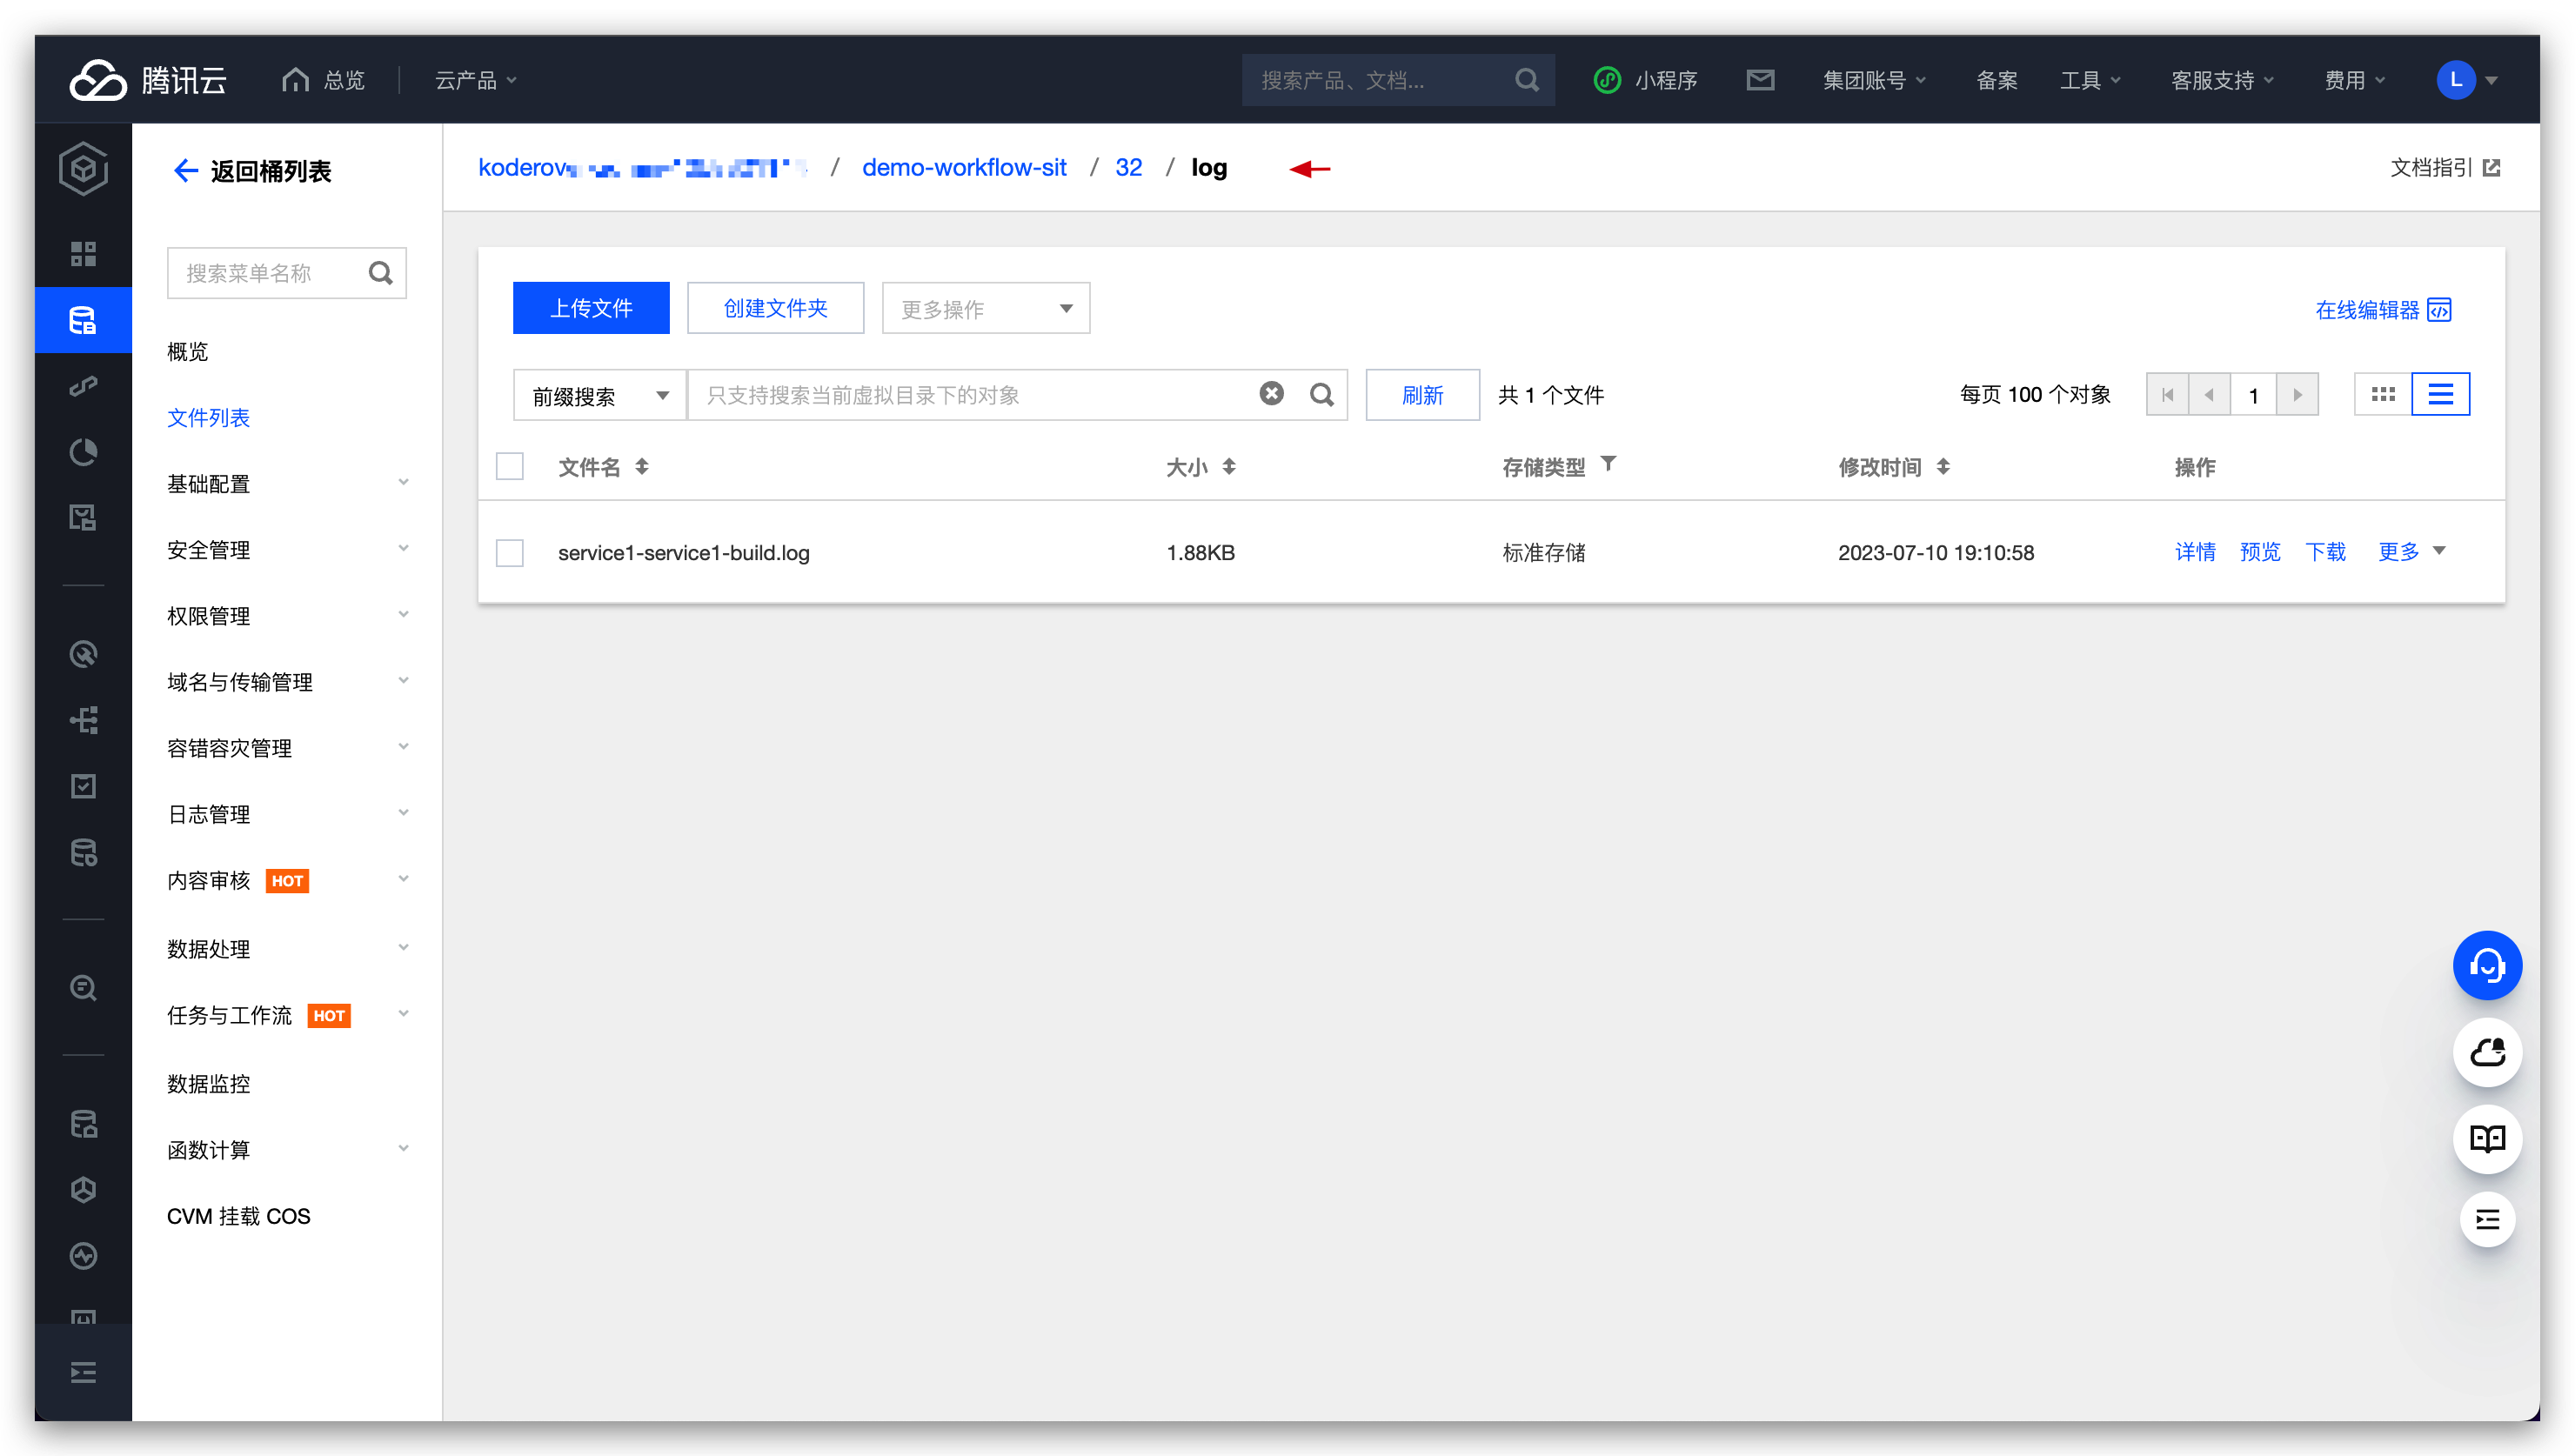 腾讯云 总览 云产品 搜索产品、文档... 小程序 集团账号 备案 工具 客服支持 费用 L
返回桶列表
搜索菜单名称
概览
文件列表
基础配置
安全管理
权限管理
域名与传输管理
容错容灾管理
日志管理
内容审核 HOT
数据处理
任务与工作流 HOT
数据监控
函数计算
CVM 挂载 COS
/ demo-workflow-sit / 32 / log
文档指引
上传文件 创建文件夹 更多操作
在线编辑器
前缀搜索 只支持搜索当前虚拟目录下的对象 刷新 共 1 个文件 每页 100 个对象 1
文件名 大小 存储类型 修改时间 操作
service1-service1-build.log 1.88KB 标准存储 2023-07-10 19:10:58 详情 预览 下载 更多